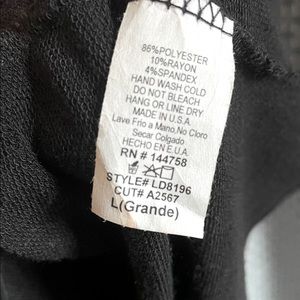 86%POLYESTER
10%RAYON
4%SPANDEX
HAND WASH COLD
DO NOT BLEACH
HANG OR LINE DRY
MADE IN U.S.A.
Lave Frio a Mano,No Cloro
Secar Colgado
HECHO EN E.U.A.
RN # 144758
STYLE# LD8196
CUT# A2567
L(Grande)